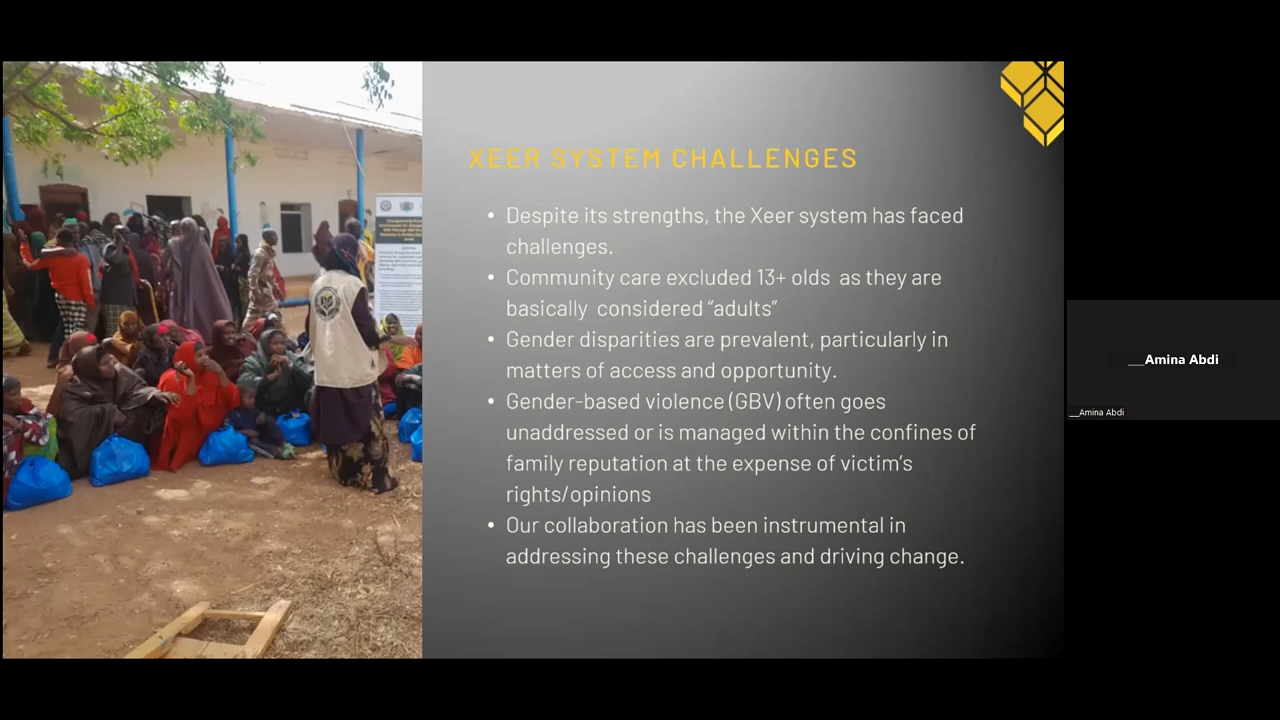 XEER SYSTEM CHALLENGES
• Despite its strengths, the Xeer system has faced
challenges.
• Community care excluded 13+ olds as they are
basically considered “adults”
• Gender disparities are prevalent, particularly in
matters of access and opportunity.
• Gender-based violence (GBV) often goes
unaddressed or is managed within the confines of
family reputation at the expense of victim’s
rights/opinions
• Our collaboration has been instrumental in
addressing these challenges and driving change.
__Amina Abdi
__Amina Abdi